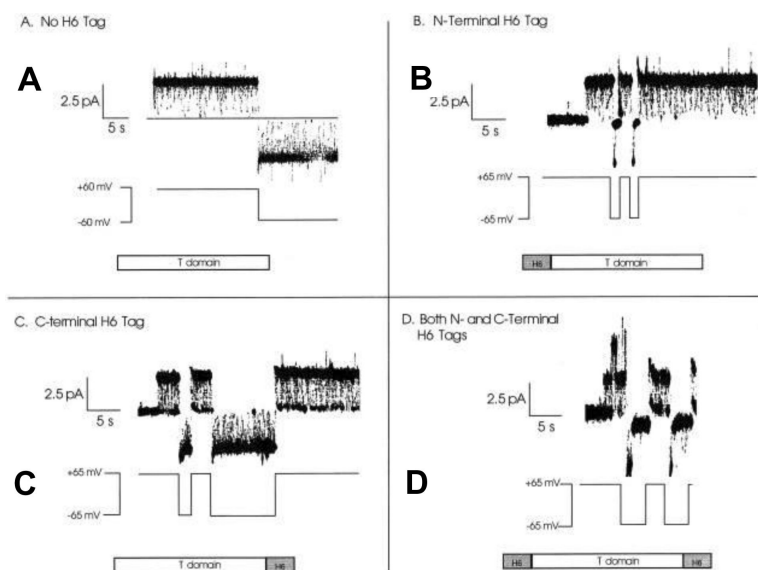 A. No H6 Tag
A
2.5 pA
5 s
+60 mV
-60 mV
T domain
B. N-Terminal H6 Tag
B
2.5 pA
5 s
+65 mV
-65 mV
H6
T domain
C. C-terminal H6 Tag
2.5 pA
5 s
C
+65 mV
-65 mV
T domain
H6
D. Both N- and C-Terminal
H6 Tags
2.5 pA
5 s
D
+65 mV
-65 mV
H6
T domain
H6